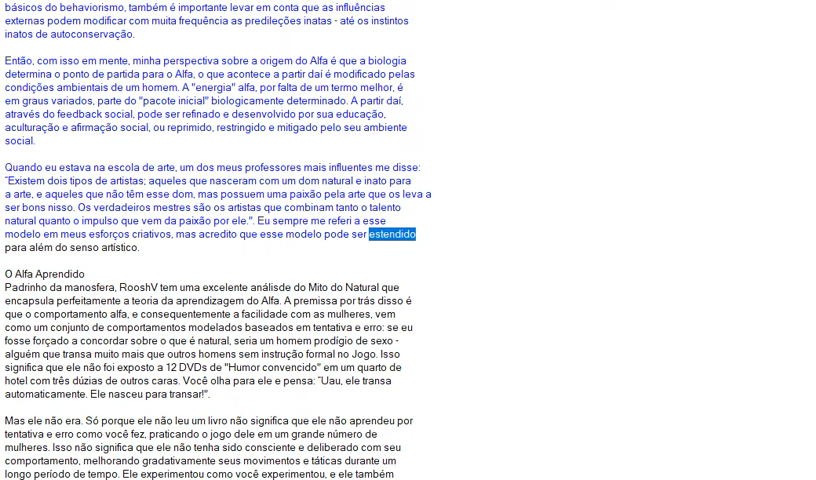 básicos do behaviorismo, também é importante levar em conta que as influências
externas podem modificar com muita frequência as predileções inatas - até os instintos
inatos de autoconservação.
Então, com isso em mente, minha perspectiva sobre a origem do Alfa é que a biologia
determina o ponto de partida para o Alfa, o que acontece a partir daí é modificado pelas
condições ambientais de um homem. A "energia" alfa, por falta de um termo melhor, é
em graus variados, parte do "pacote inicial" biologicamente determinado. A partir daí,
através do feedback social, pode ser refinado e desenvolvido por sua educação,
aculturação e afirmação social, ou reprimido, restringido e mitigado pelo seu ambiente
social.
Quando eu estava na escola de arte, um dos meus professores mais influentes me disse:
"Existem dois tipos de artistas; aqueles que nasceram com um dom natural e inato para
a arte, e aqueles que não têm esse dom, mas possuem uma paixão pela arte que os leva a
ser bons nisso. Os verdadeiros mestres são os artistas que combinam tanto o talento
natural quanto o impulso que vem da paixão por ele.". Eu sempre me referi a esse
modelo em meus esforços criativos, mas acredito que esse modelo pode ser estendido
para além do senso artístico.
O Alfa Aprendido
Padrinho da manosfera, RooshV tem uma excelente análisde do Mito do Natural que
encapsula perfeitamente a teoria da aprendizagem do Alfa. A premissa por trás disso é
que o comportamento alfa, e consequentemente a facilidade com as mulheres, vem
como um conjunto de comportamentos modelados baseados em tentativa e erro: se eu
fosse forçado a concordar sobre o que é natural, seria um homem prodígio de sexo -
alguém que transa muito mais que outros homens sem instrução formal no Jogo. Isso
significa que ele não foi exposto a 12 DVDs de "Humor convencido" em um quarto de
hotel com três dúzias de outros caras. Você olha para ele e pensa: "Uau, ele transa
automaticamente. Ele nasceu para transar!".
Mas ele não era. Só porque ele não leu um livro não significa que ele não aprendeu por
tentativa e erro como você fez, praticando o jogo dele em um grande número de
mulheres. Isso não significa que ele não tenha sido consciente e deliberado com seu
comportamento, melhorando gradativamente seus movimentos e táticas durante um
longo período de tempo. Ele experimentou como você experimentou, e ele também